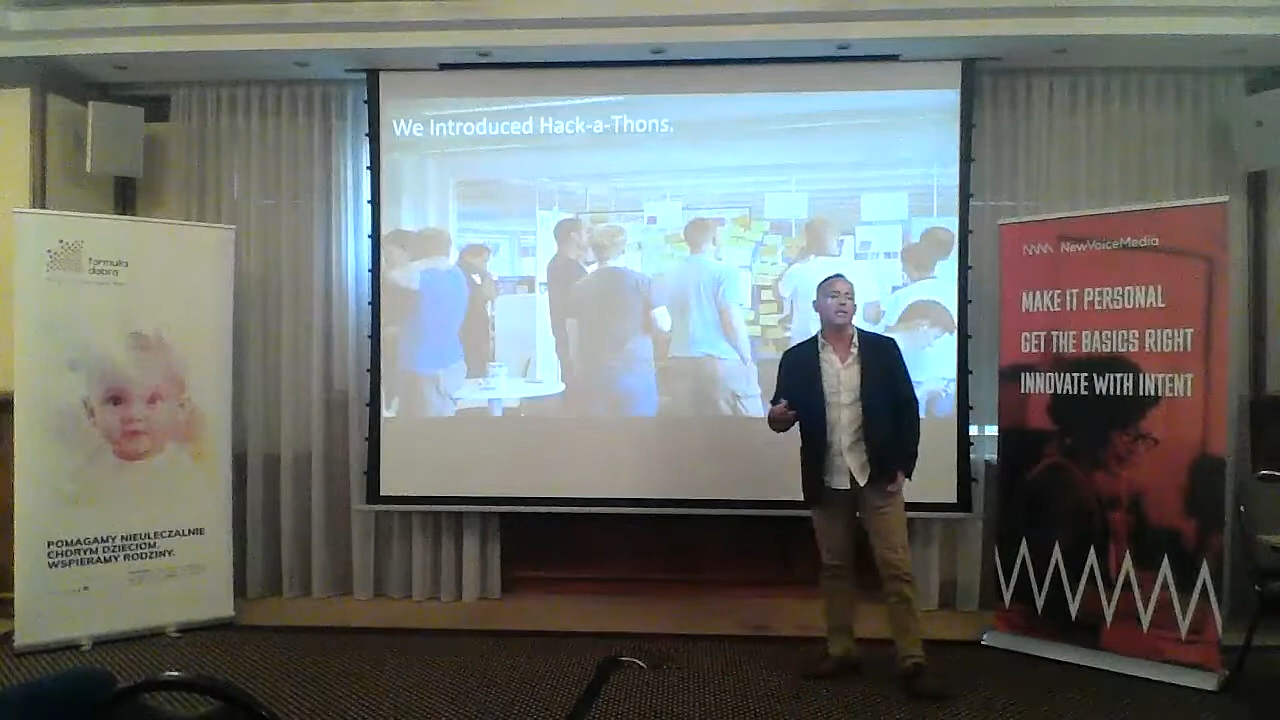 We Introduced Hack-a-Thons.
formuła
dobra
POMAGAMY NIEULECZALNIE
CHORYM DZIECIOM.
WSPIERAMY RODZINY.
NewVoiceMedia
MAKE IT PERSONAL
GET THE BASICS RIGHT
INNOVATE WITH INTENT